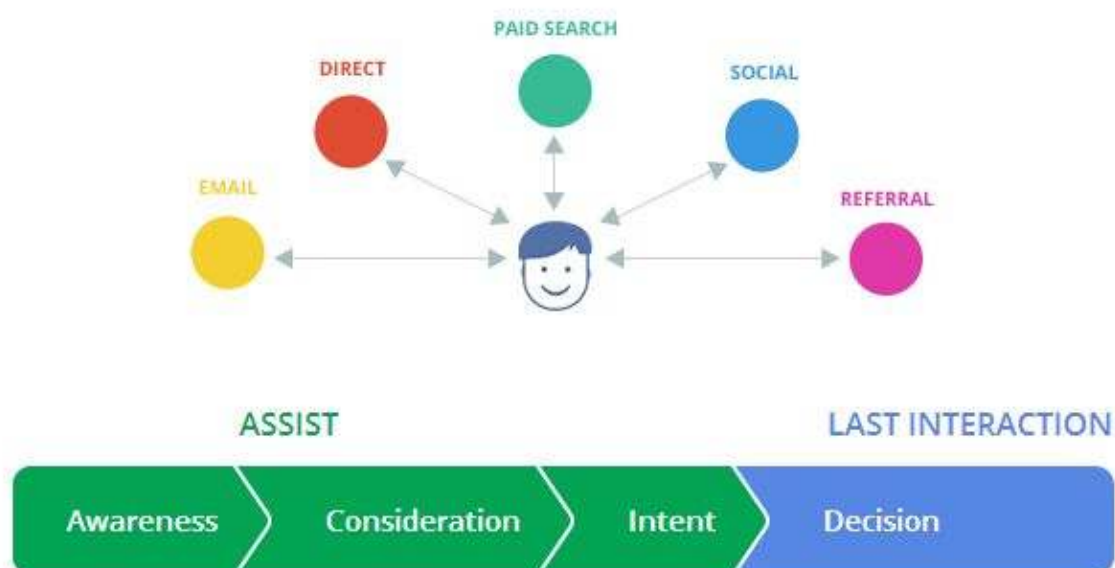 PAID SEARCH
DIRECT
SOCIAL
EMAIL
REFERRAL
ASSIST
LAST INTERACTION
Awareness
Consideration
Intent
Decision